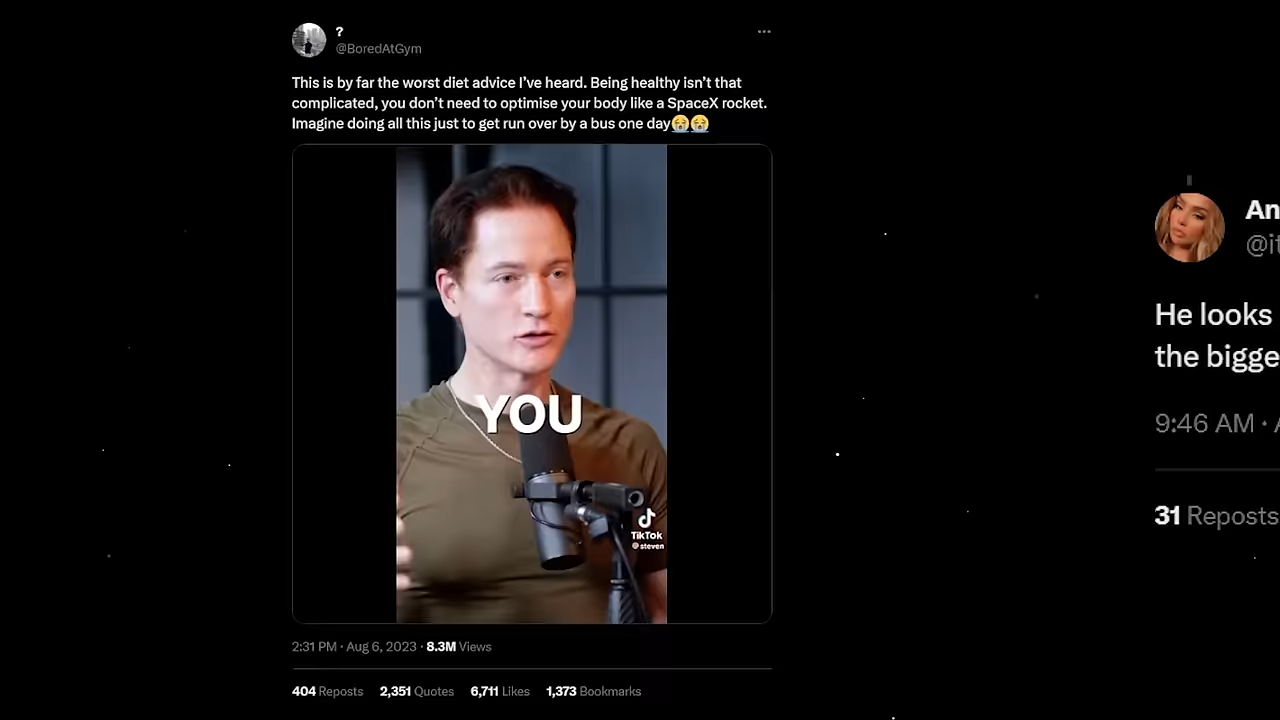 ?
@BoredAtGym
This is by far the worst diet advice I've heard. Being healthy isn't that
complicated, you don't need to optimise your body like a SpaceX rocket.
Imagine doing all this just to get run over by a bus one day😭😭
YOU
TikTok
@steven
2:31 PM · Aug 6, 2023 · 8.3M Views
404 Reposts 2,351 Quotes 6,711 Likes 1,373 Bookmarks
An
@it
He looks
the bigge
9:46 AM ·
31 Reposts